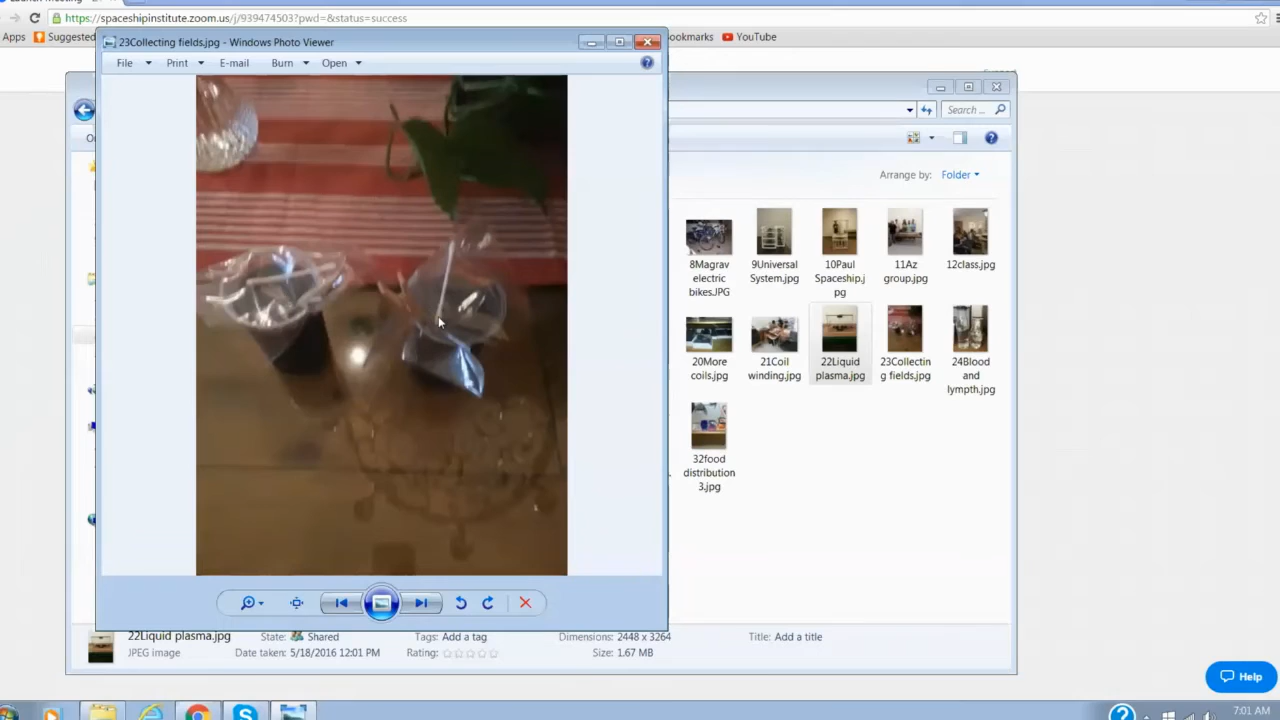 https://spaceshipinstitute.zoom.us/j/939474503?pwd=&status=success
Apps
Suggested
ookmarks
YouTube
23Collecting fields.jpg - Windows Photo Viewer
File
Print
E-mail
Burn
Open
Search ...
Arrange by:
Folder
8Magrav
electric
bikes.JPG
9Universal
System.jpg
10Paul
Spaceship.j
pg
11Az
group.jpg
12class.jpg
20More
coils.jpg
21Coil
winding.jpg
22Liquid
plasma.jpg
23Collectin
g fields.jpg
24Blood
and
lympth.jpg
32food
distribution
3.jpg
22Liquid plasma.jpg
State:
Shared
Tags: Add a tag
Dimensions: 2448 x 3264
Title: Add a title
JPEG image
Date taken: 5/18/2016 12:01 PM
Rating:
Size: 1.67 MB
Help
7:01 AM